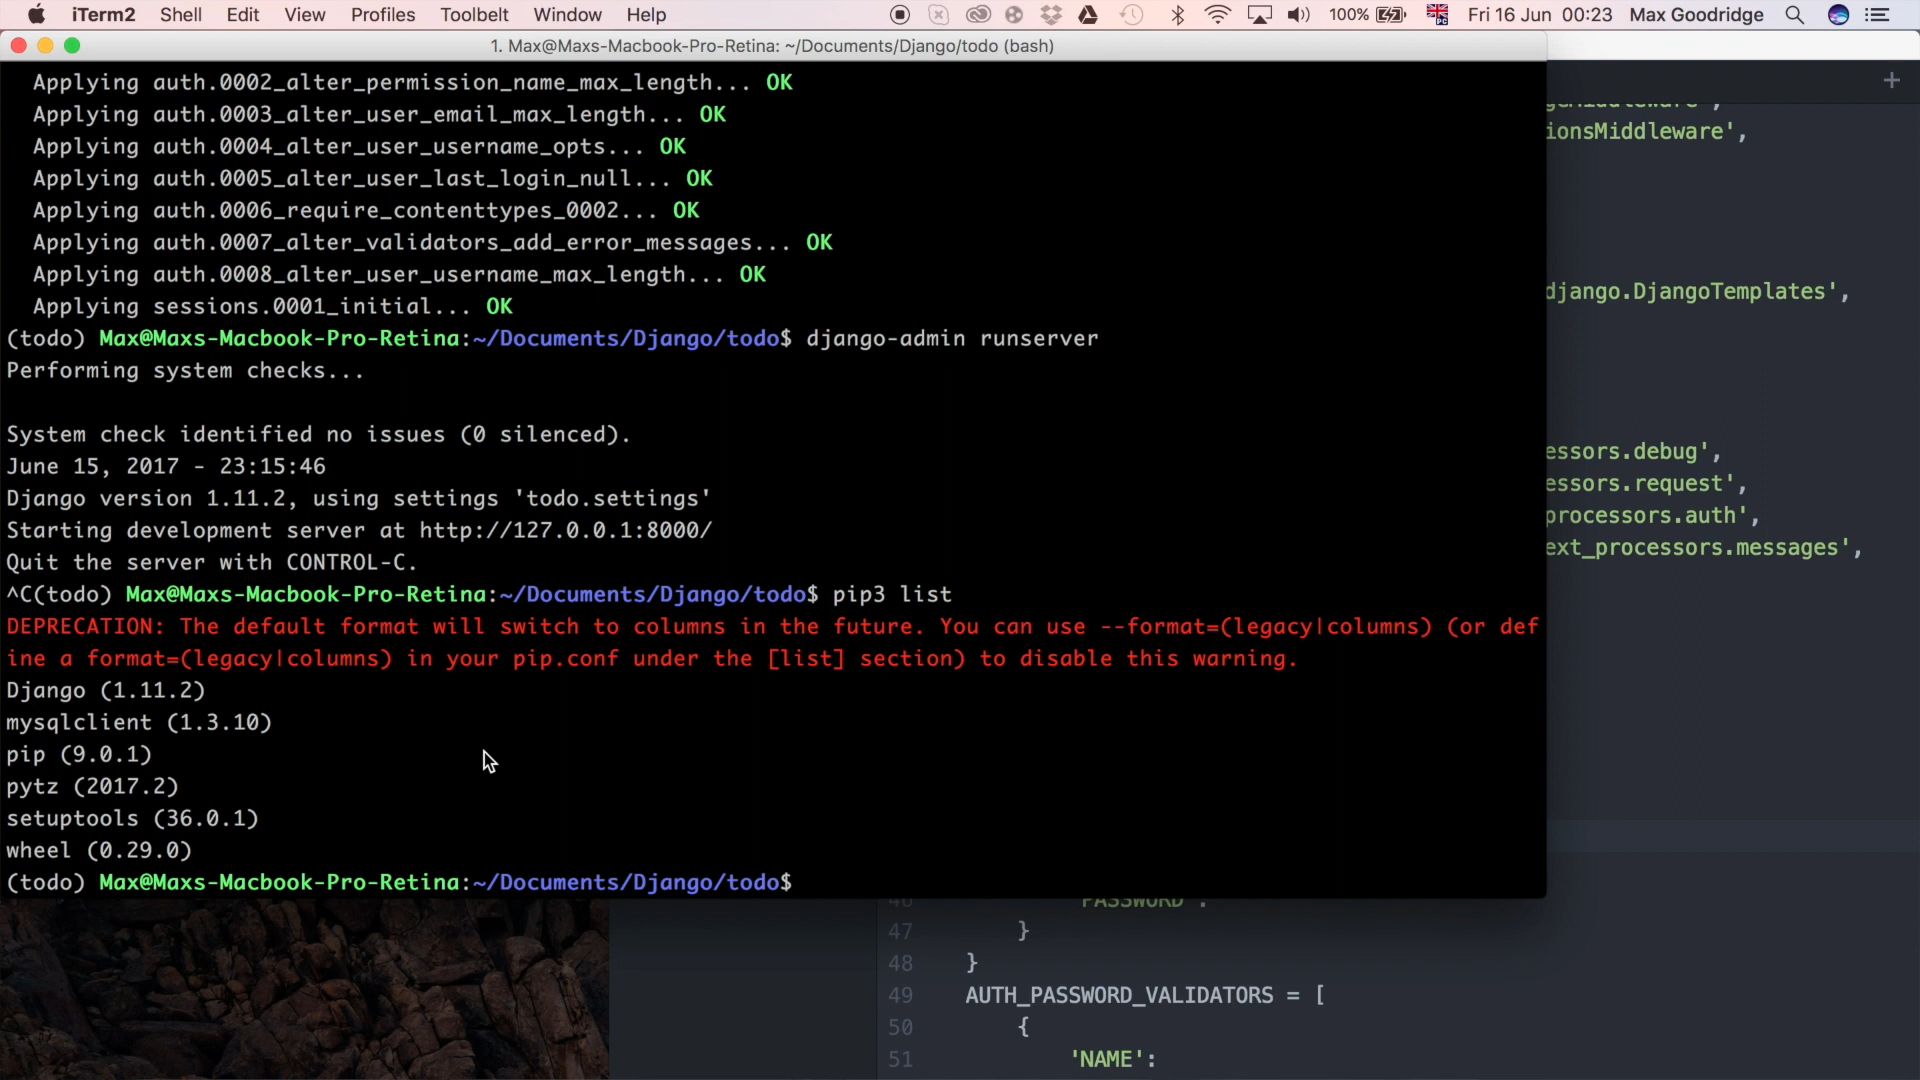 iTerm2 Shell Edit View Profiles Toolbelt Window Help 100% Fri 16 Jun 00:23 Max Goodridge
1. Max@Maxs-Macbook-Pro-Retina: ~/Documents/Django/todo (bash)
Applying auth.0002_alter_permission_name_max_length... OK
Applying auth.0003_alter_user_email_max_length... OK
Applying auth.0004_alter_user_username_opts... OK
Applying auth.0005_alter_user_last_login_null... OK
Applying auth.0006_require_contenttypes_0002... OK
Applying auth.0007_alter_validators_add_error_messages... OK
Applying auth.0008_alter_user_username_max_length... OK
Applying sessions.0001_initial... OK
(todo) Max@Maxs-Macbook-Pro-Retina:~/Documents/Django/todo$ django-admin runserver
Performing system checks...
System check identified no issues (0 silenced).
June 15, 2017 - 23:15:46
Django version 1.11.2, using settings 'todo.settings'
Starting development server at http://127.0.0.1:8000/
Quit the server with CONTROL-C.
^C(todo) Max@Maxs-Macbook-Pro-Retina:~/Documents/Django/todo$ pip3 list
DEPRECATION: The default format will switch to columns in the future. You can use --format=(legacy|columns) (or def
ine a format=(legacy|columns) in your pip.conf under the [list] section) to disable this warning.
Django (1.11.2)
mysqlclient (1.3.10)
pip (9.0.1)
pytz (2017.2)
setuptools (36.0.1)
wheel (0.29.0)
(todo) Max@Maxs-Macbook-Pro-Retina:~/Documents/Django/todo$
ionsMiddleware',
django.DjangoTemplates',
essors.debug',
essors.request',
processors.auth',
ext_processors.messages',
46 'PASSWORD':
47 }
48 }
49 AUTH_PASSWORD_VALIDATORS = [
50 {
51 'NAME':